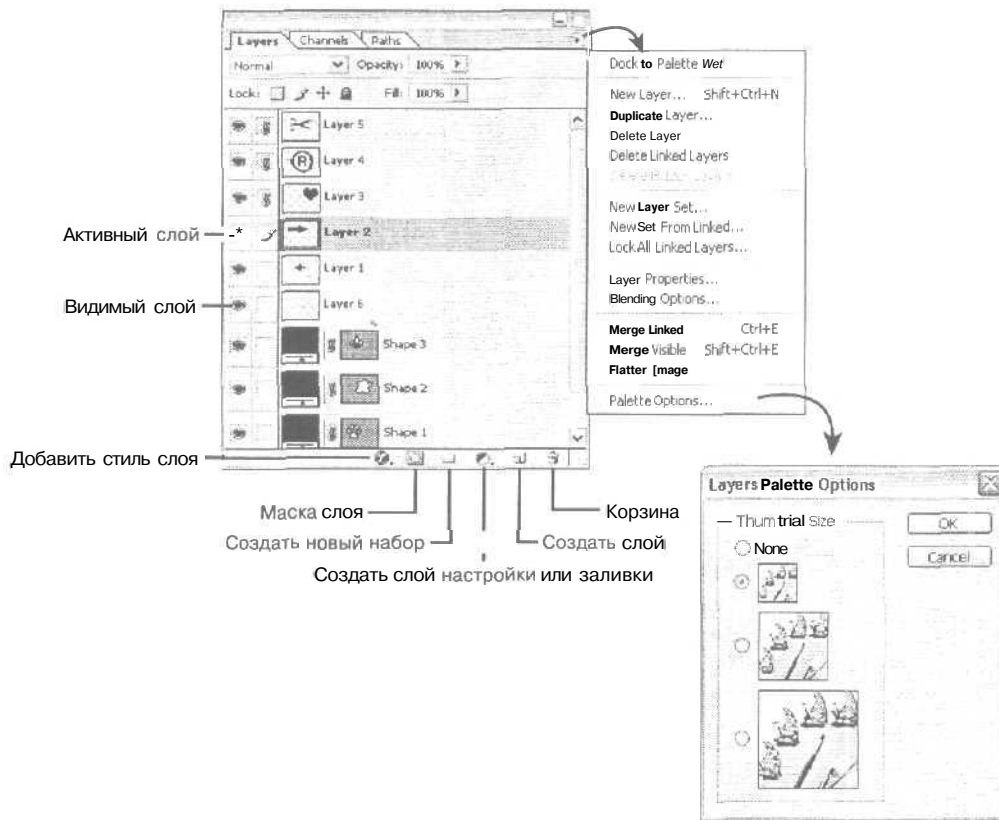 Layers Channels Paths
Normal Opacity: 100%
Lock: Fill: 100%
Layer 5
R Layer 4
Layer 3
Layer 2
Layer 1
Layer 6
Shape 3
Shape 2
Shape 1
Активный слой
Видимый слой
Добавить стиль слоя
Маска слоя
Создать новый набор
Создать слой настройки или заливки
Создать слой
Корзина
Dock to Palette Wet
New Layer... Shift+Ctrl+N
Duplicate Layer...
Delete Layer
Delete Linked Layers
New Layer Set...
New Set From Linked...
Lock All Linked Layers...
Layer Properties...
Blending Options...
Merge Linked Ctrl+E
Merge Visible Shift+Ctrl+E
Flatter [mage
Palette Options...
Layers Palette Options
Thum trial Size
None
OK
Cancel